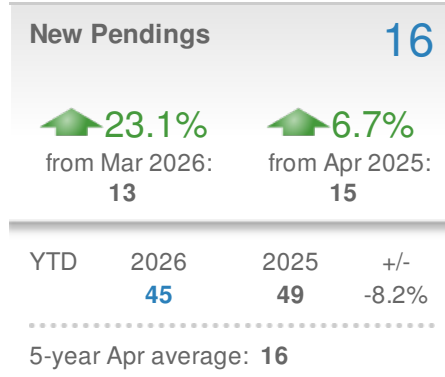 New Pendings 16
23.1% 6.7%
from Mar 2026: from Apr 2025:
13 15
YTD 2026 2025 +/-
45 49 -8.2%
5-year Apr average: 16